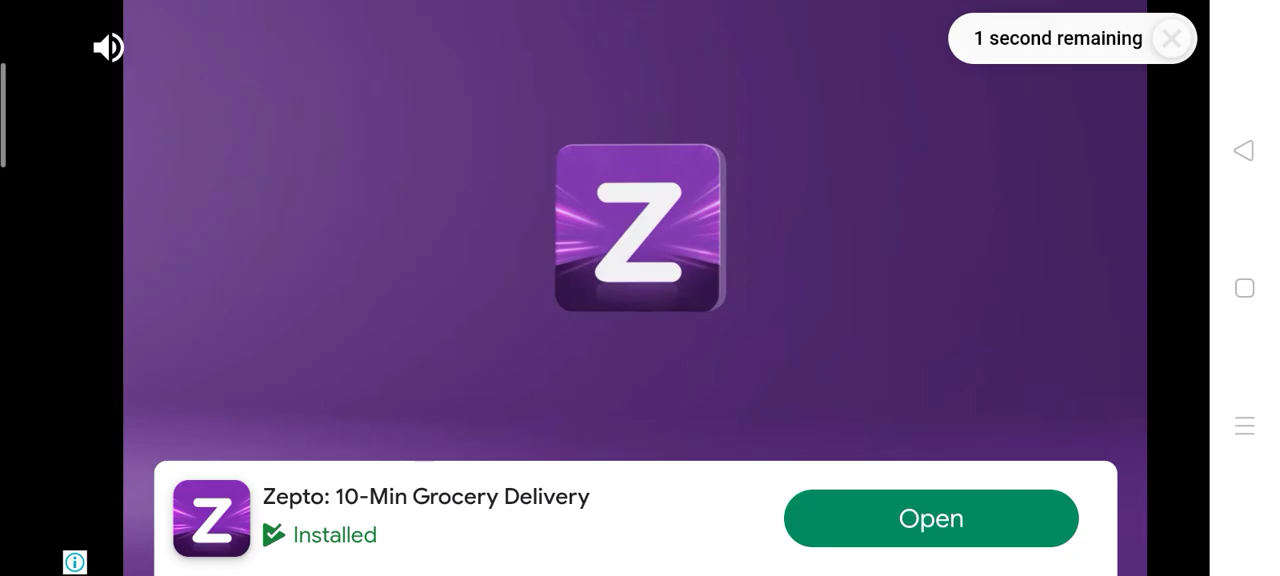 1 second remaining
Z
Z
Zepto: 10-Min Grocery Delivery
Installed
Open